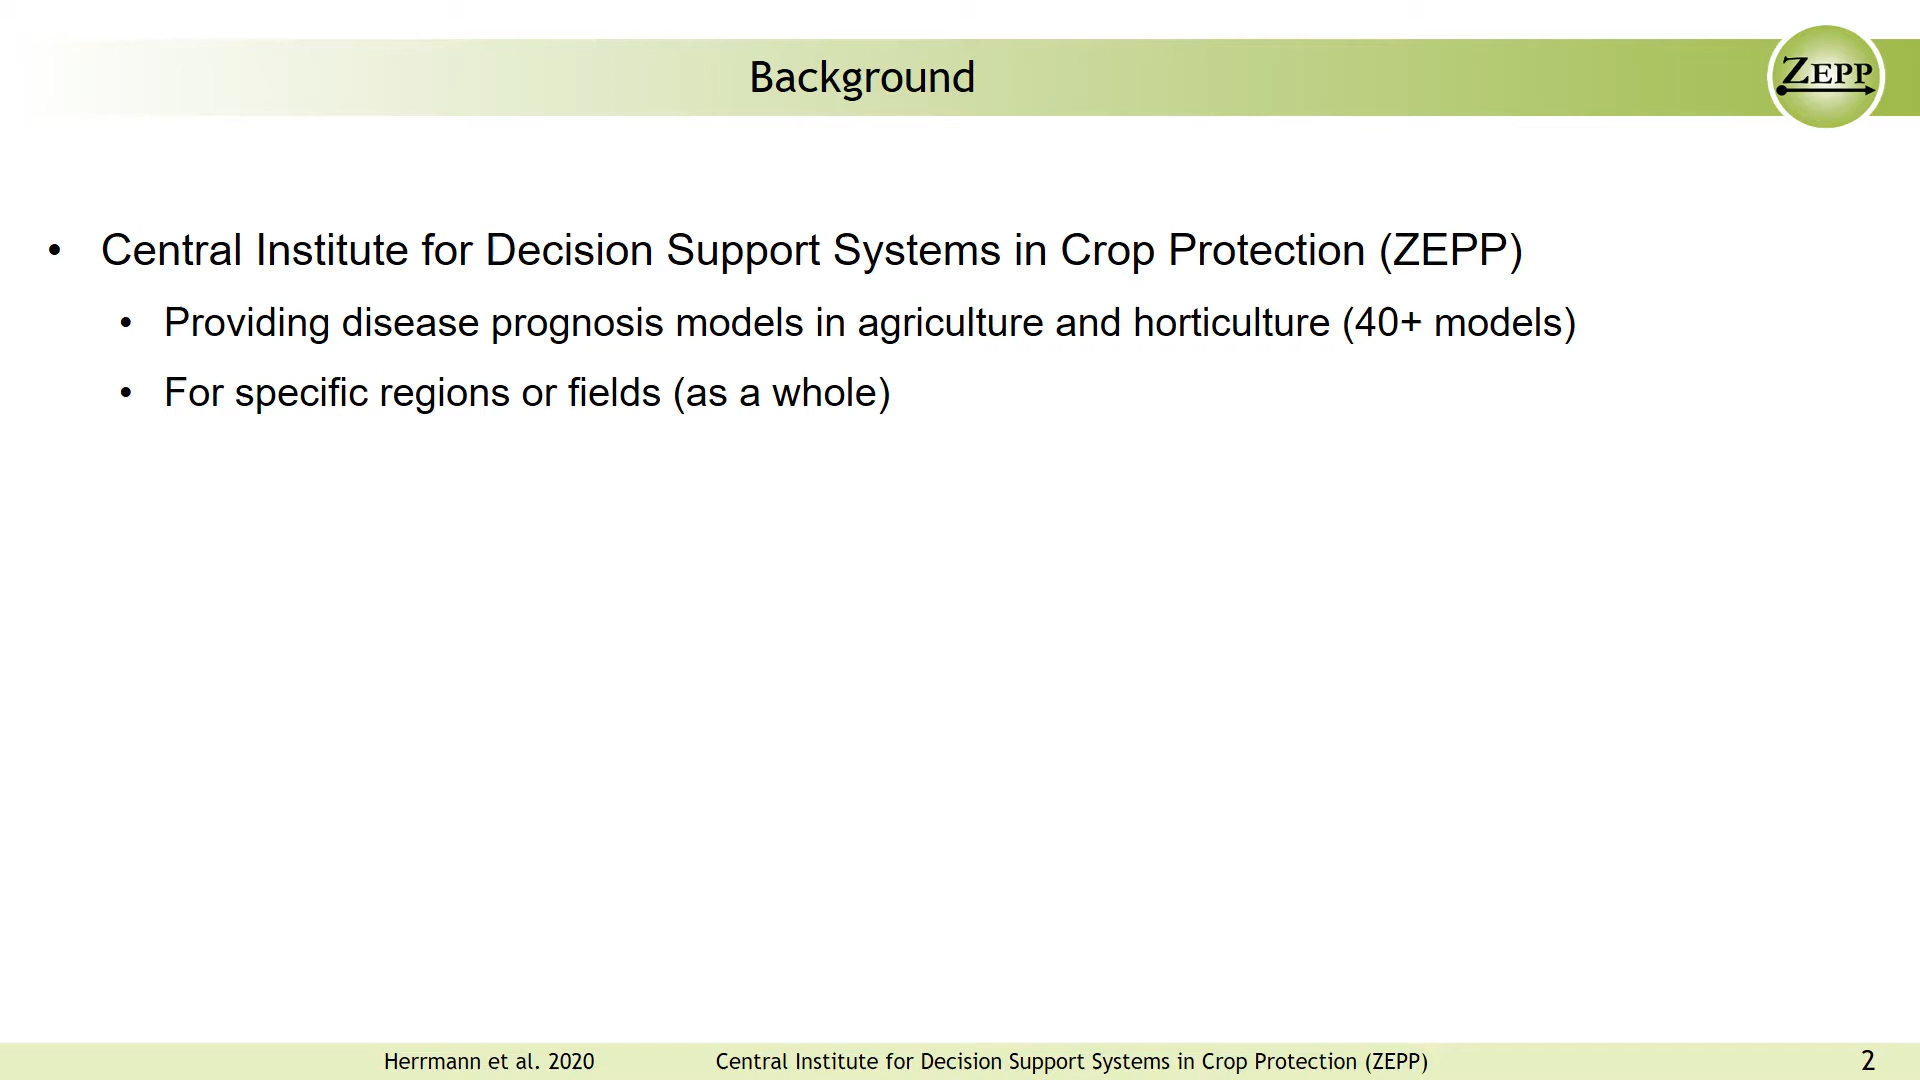 Background
ZEPP
• Central Institute for Decision Support Systems in Crop Protection (ZEPP)
• Providing disease prognosis models in agriculture and horticulture (40+ models)
• For specific regions or fields (as a whole)
Herrmann et al. 2020 Central Institute for Decision Support Systems in Crop Protection (ZEPP) 2